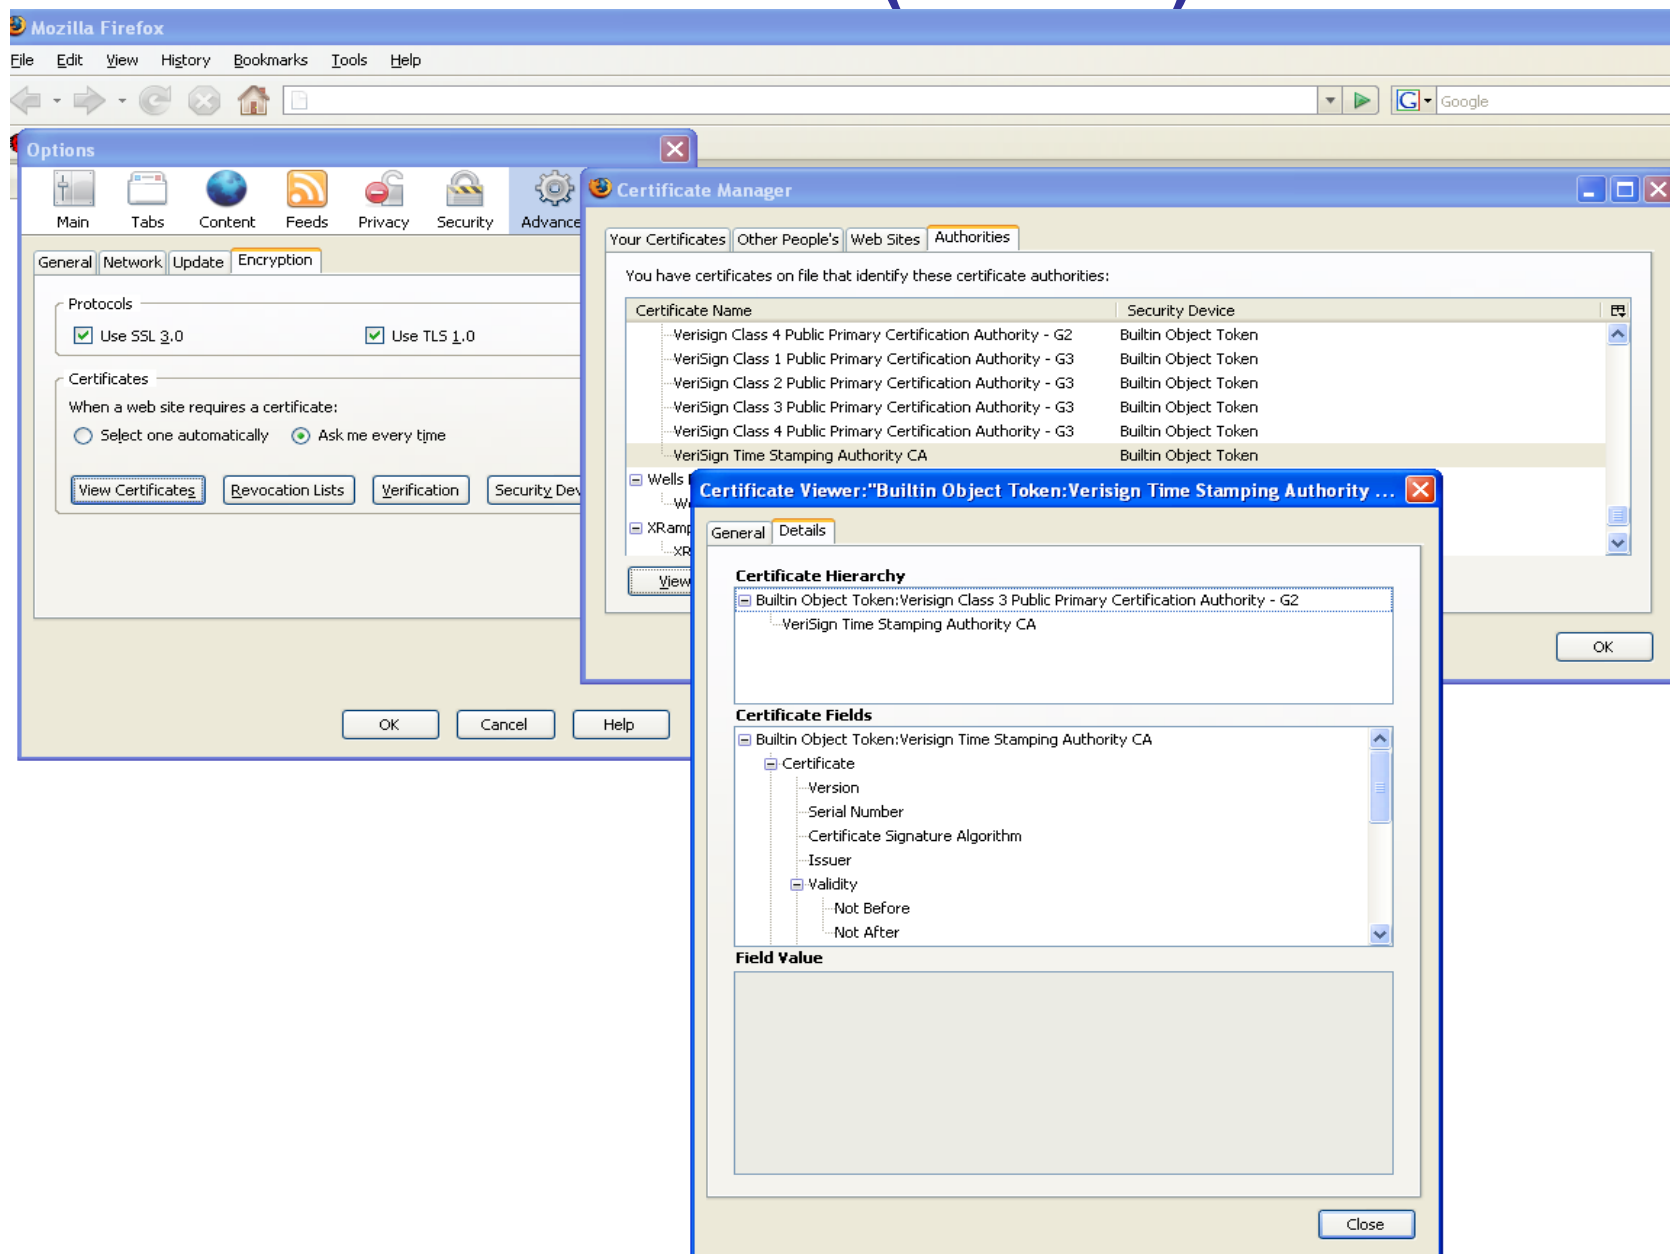 Mozilla Firefox
File Edit View History Bookmarks Tools Help
G Google
Options
Main Tabs Content Feeds Privacy Security Advance
General Network Update Encryption
Protocols
Use SSL 3.0 Use TLS 1.0
Certificates
When a web site requires a certificate:
Select one automatically Ask me every time
View Certificates Revocation Lists Verification Security Dev
OK Cancel Help
Certificate Manager
Your Certificates Other People's Web Sites Authorities
You have certificates on file that identify these certificate authorities:
Certificate Name Security Device
Verisign Class 4 Public Primary Certification Authority - G2 Builtin Object Token
VeriSign Class 1 Public Primary Certification Authority - G3 Builtin Object Token
VeriSign Class 2 Public Primary Certification Authority - G3 Builtin Object Token
VeriSign Class 3 Public Primary Certification Authority - G3 Builtin Object Token
VeriSign Class 4 Public Primary Certification Authority - G3 Builtin Object Token
VeriSign Time Stamping Authority CA Builtin Object Token
Wells
We
XRamp
XR
View
OK
Certificate Viewer:"Builtin Object Token:Verisign Time Stamping Authority ...
General Details
Certificate Hierarchy
Builtin Object Token:Verisign Class 3 Public Primary Certification Authority - G2
VeriSign Time Stamping Authority CA
Certificate Fields
Builtin Object Token:Verisign Time Stamping Authority CA
Certificate
Version
Serial Number
Certificate Signature Algorithm
Issuer
Validity
Not Before
Not After
Field Value
Close